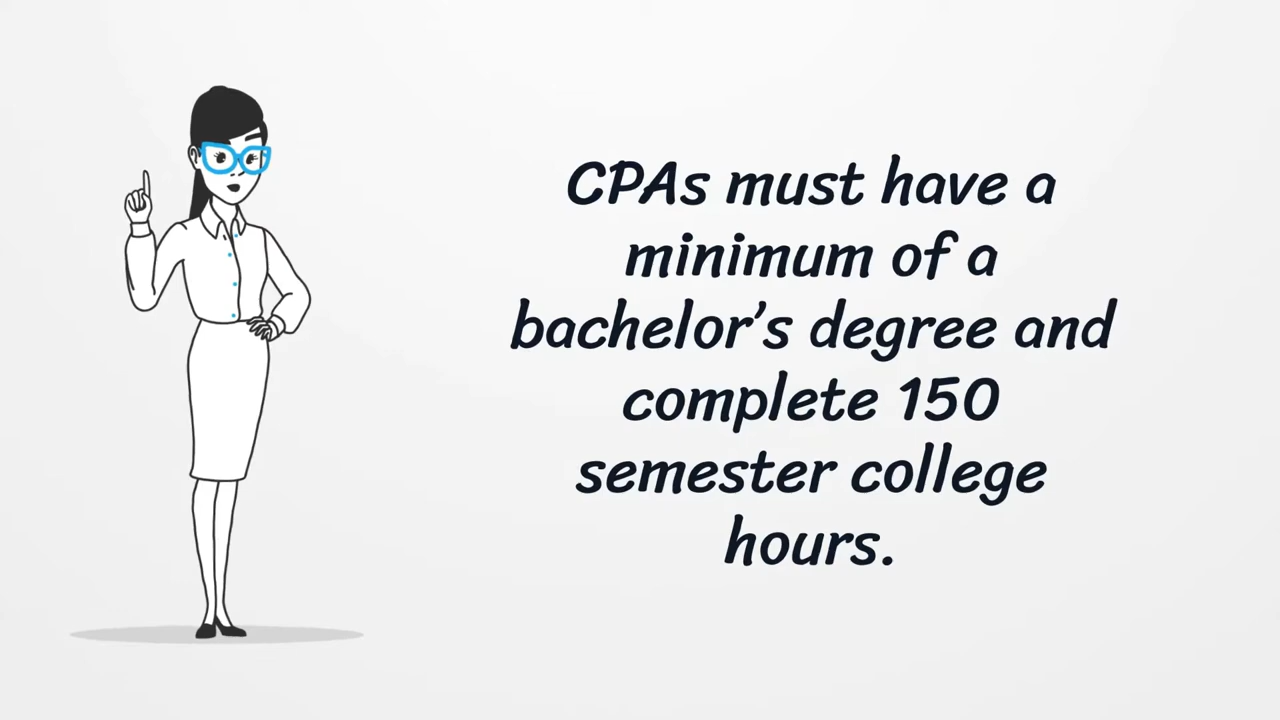 CPAs must have a
minimum of a
bachelor’s degree and
complete 150
semester college
hours.